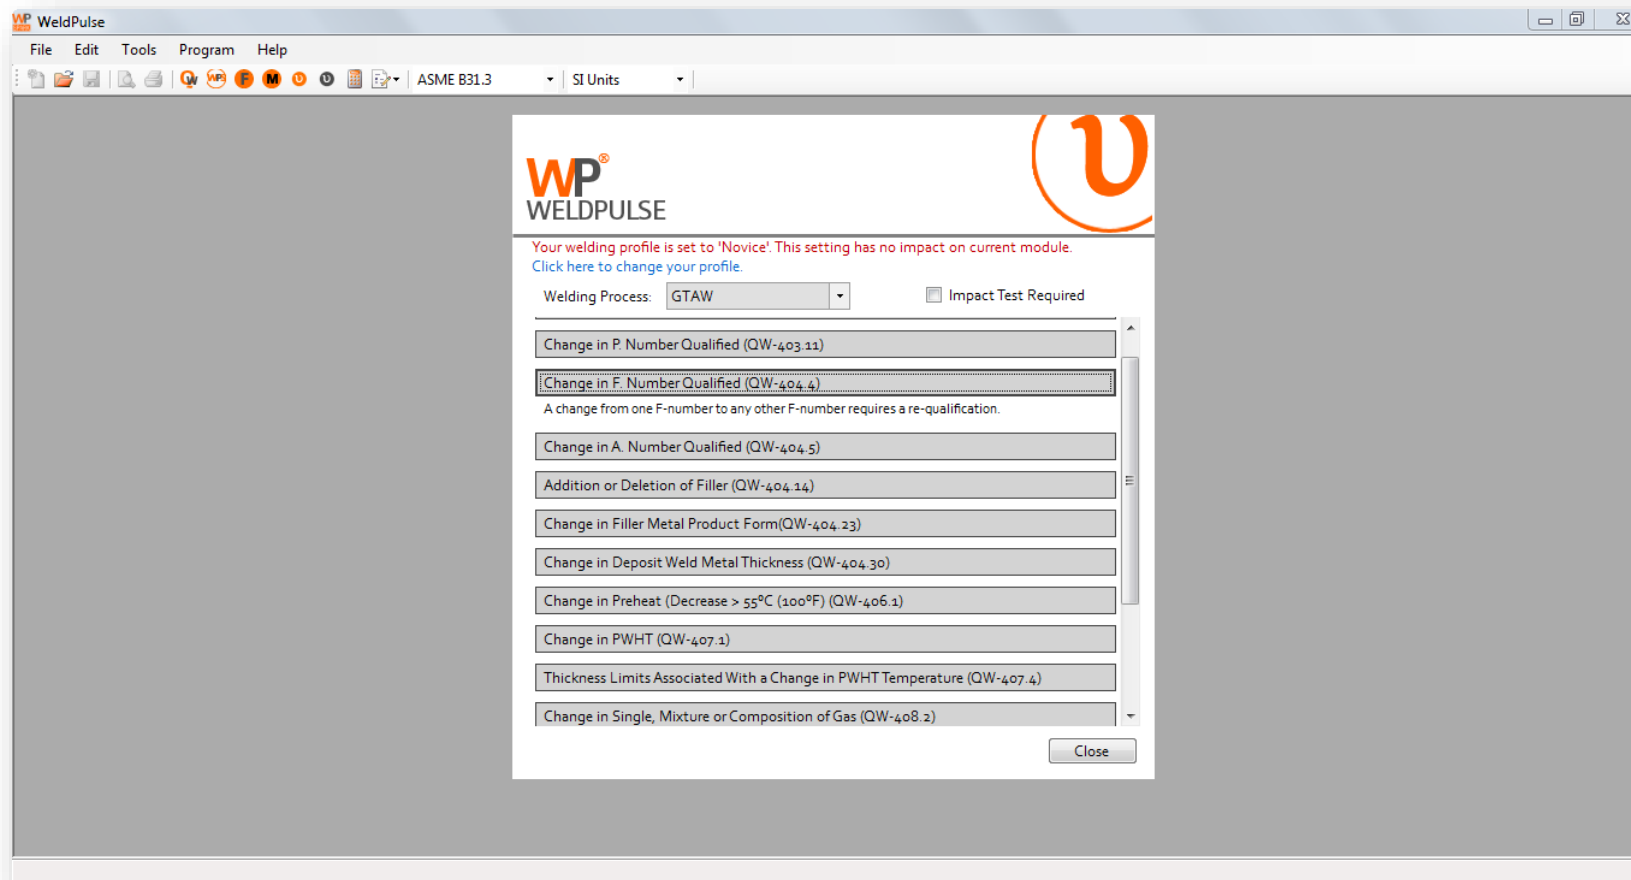 WP WeldPulse
File Edit Tools Program Help
QW WPS F M ASME B31.3 SI Units
WP®
WELDPULSE
Your welding profile is set to 'Novice'. This setting has no impact on current module.
Click here to change your profile.
Welding Process: GTAW Impact Test Required
Change in P. Number Qualified (QW-403.11)
Change in F. Number Qualified (QW-404.4)
A change from one F-number to any other F-number requires a re-qualification.
Change in A. Number Qualified (QW-404.5)
Addition or Deletion of Filler (QW-404.14)
Change in Filler Metal Product Form(QW-404.23)
Change in Deposit Weld Metal Thickness (QW-404.30)
Change in Preheat (Decrease > 55ºC (100ºF) (QW-406.1)
Change in PWHT (QW-407.1)
Thickness Limits Associated With a Change in PWHT Temperature (QW-407.4)
Change in Single, Mixture or Composition of Gas (QW-408.2)
Close